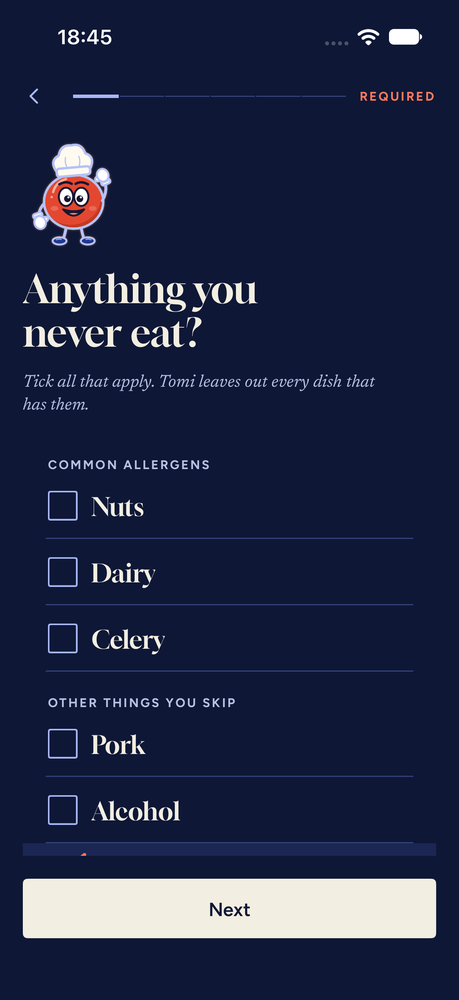 18:45
REQUIRED
Anything you
never eat?
Tick all that apply. Tomi leaves out every dish that
has them.
COMMON ALLERGENS
Nuts
Dairy
Celery
OTHER THINGS YOU SKIP
Pork
Alcohol
Next